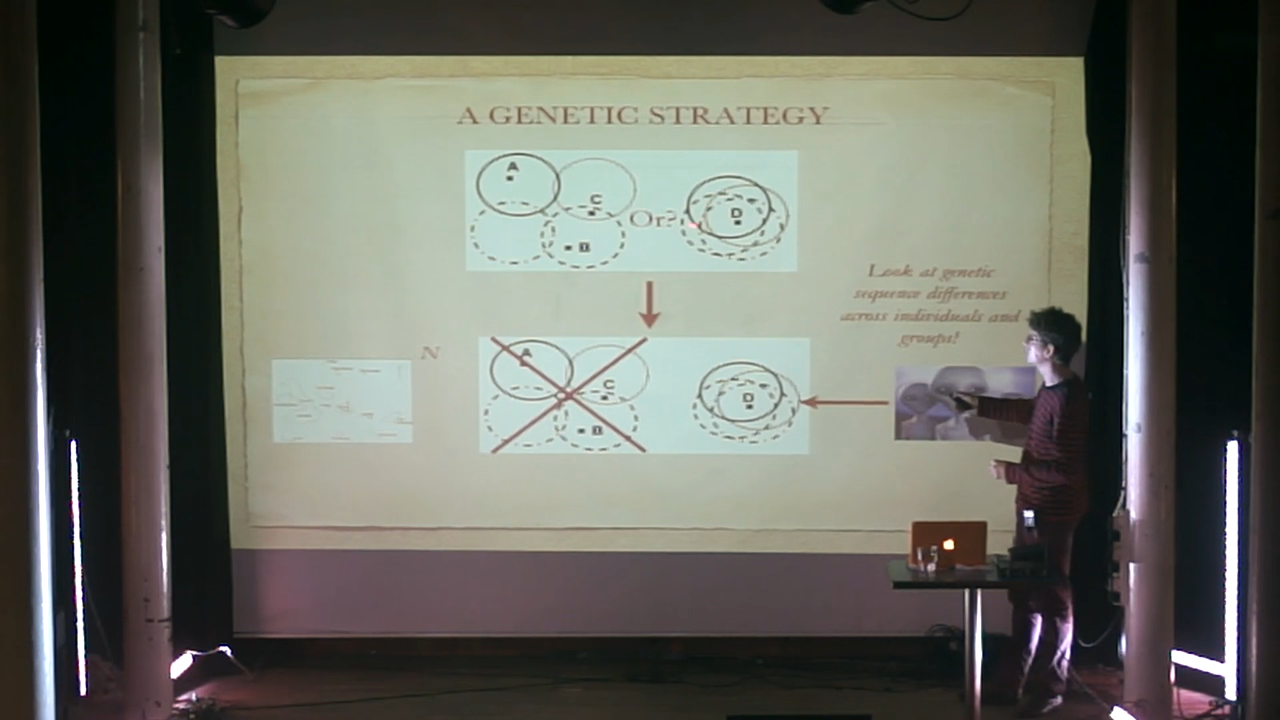 A GENETIC STRATEGY
A
C
Or?
D
B
Look at genetic
sequence differences
across individuals and
groups!
N
A
C
D
B